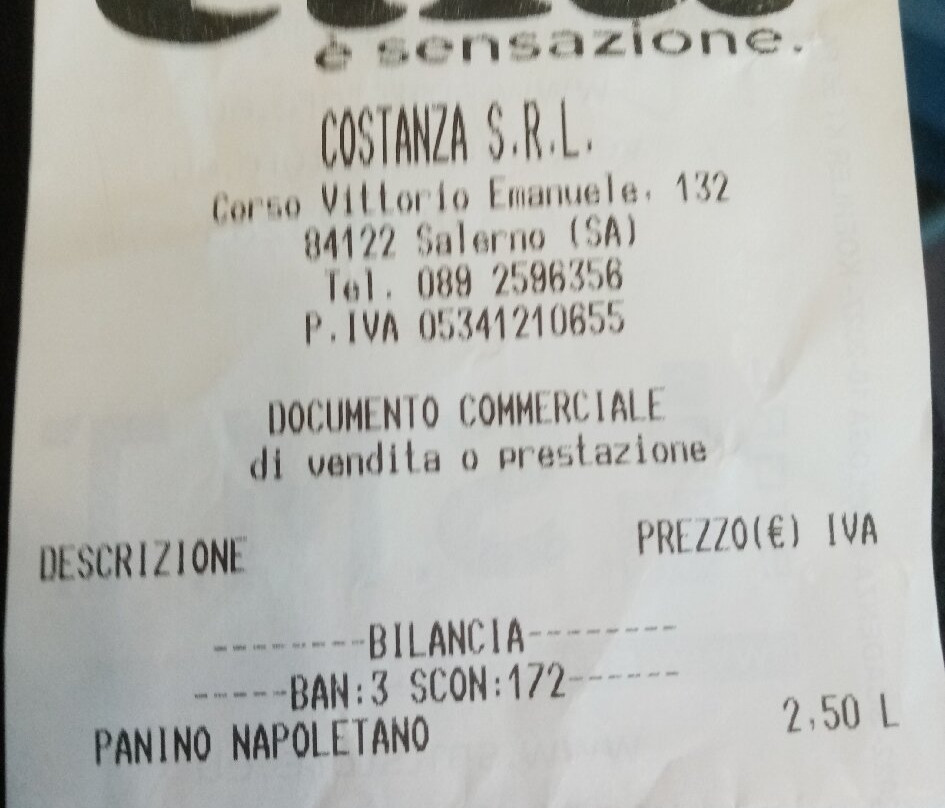 è sensazione.
COSTANZA S.R.L.
Corso Vittorio Emanuele, 132
84122 Salerno (SA)
Tel. 089 2596356
P.IVA 05341210655
DOCUMENTO COMMERCIALE
di vendita o prestazione
DESCRIZIONE PREZZO(€) IVA
--------BILANCIA--------
-----BAN:3 SCON:172------
PANINO NAPOLETANO 2,50 L